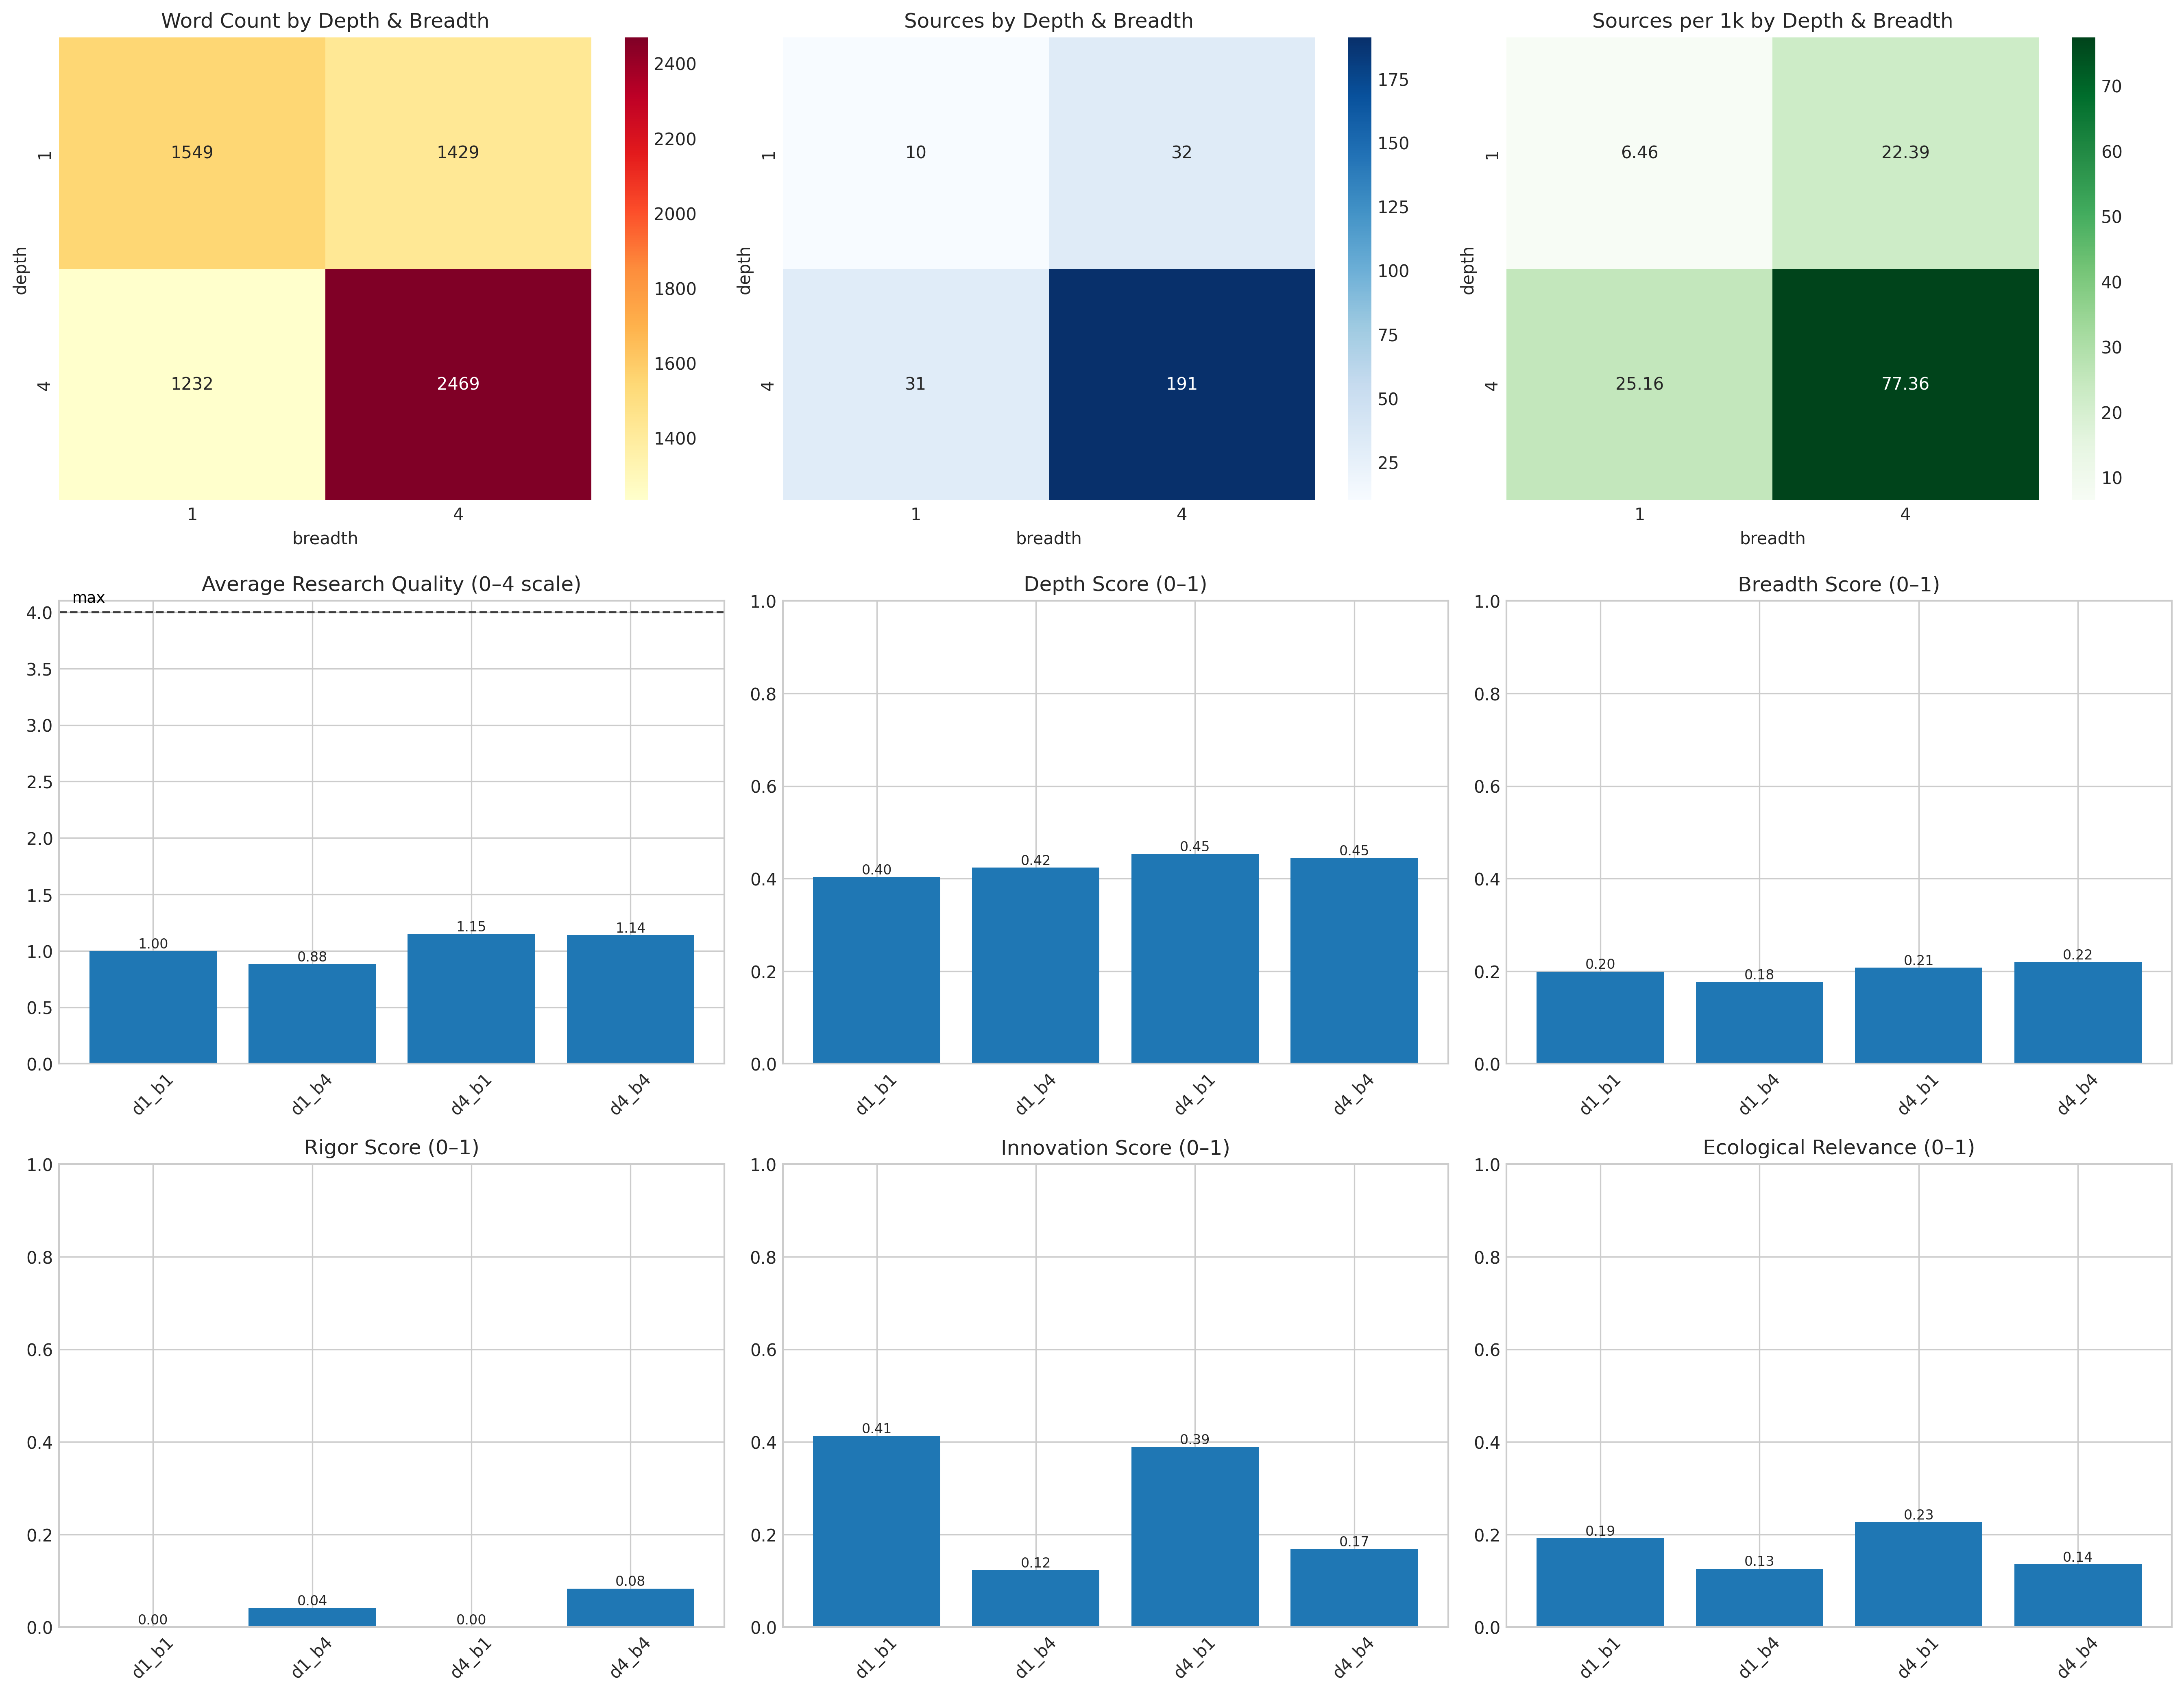 Word Count by Depth & Breadth
1549
1429
1232
2469
1
4
depth
1
4
breadth
2400
2200
2000
1800
1600
1400
Sources by Depth & Breadth
10
32
31
191
1
4
depth
1
4
breadth
175
150
125
100
75
50
25
Sources per 1k by Depth & Breadth
6.46
22.39
25.16
77.36
1
4
depth
1
4
breadth
70
60
50
40
30
20
10
Average Research Quality (0–4 scale)
max
4.0
3.5
3.0
2.5
2.0
1.5
1.0
0.5
0.0
1.00
0.88
1.15
1.14
d1_b1
d1_b4
d4_b1
d4_b4
Depth Score (0–1)
1.0
0.8
0.6
0.4
0.2
0.0
0.40
0.42
0.45
0.45
d1_b1
d1_b4
d4_b1
d4_b4
Breadth Score (0–1)
1.0
0.8
0.6
0.4
0.2
0.0
0.20
0.18
0.21
0.22
d1_b1
d1_b4
d4_b1
d4_b4
Rigor Score (0–1)
1.0
0.8
0.6
0.4
0.2
0.0
0.00
0.04
0.00
0.08
d1_b1
d1_b4
d4_b1
d4_b4
Innovation Score (0–1)
1.0
0.8
0.6
0.4
0.2
0.0
0.41
0.12
0.39
0.17
d1_b1
d1_b4
d4_b1
d4_b4
Ecological Relevance (0–1)
1.0
0.8
0.6
0.4
0.2
0.0
0.19
0.13
0.23
0.14
d1_b1
d1_b4
d4_b1
d4_b4